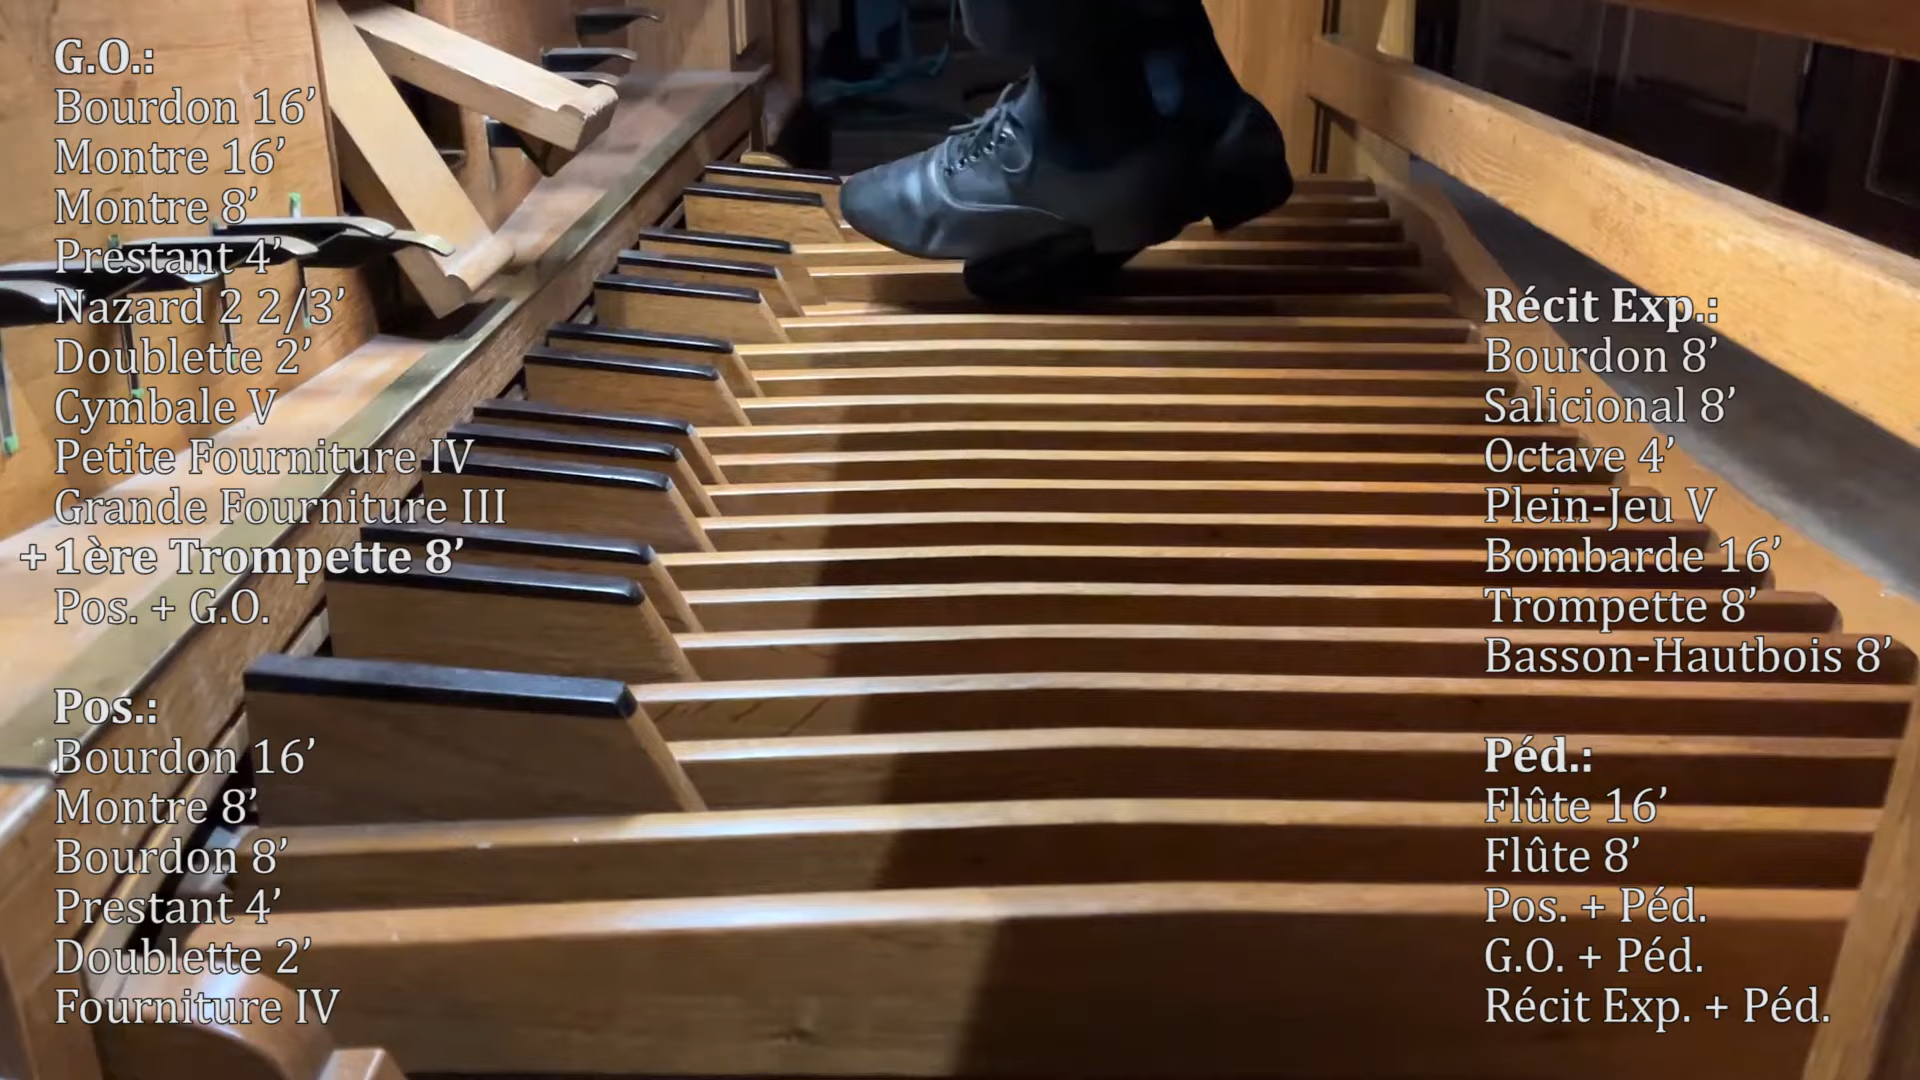 G.O.:
Bourdon 16’
Montre 16’
Montre 8’
Prestant 4’
Nazard 2 2/3’
Doublette 2’
Cymbale V
Petite Fourniture IV
Grande Fourniture III
+ 1ère Trompette 8’
Pos. + G.O.
Pos.:
Bourdon 16’
Montre 8’
Bourdon 8’
Prestant 4’
Doublette 2’
Fourniture IV
Récit Exp.:
Bourdon 8’
Salicional 8’
Octave 4’
Plein-Jeu V
Bombarde 16’
Trompette 8’
Basson-Hautbois 8’
Péd.:
Flûte 16’
Flûte 8’
Pos. + Péd.
G.O. + Péd.
Récit Exp. + Péd.